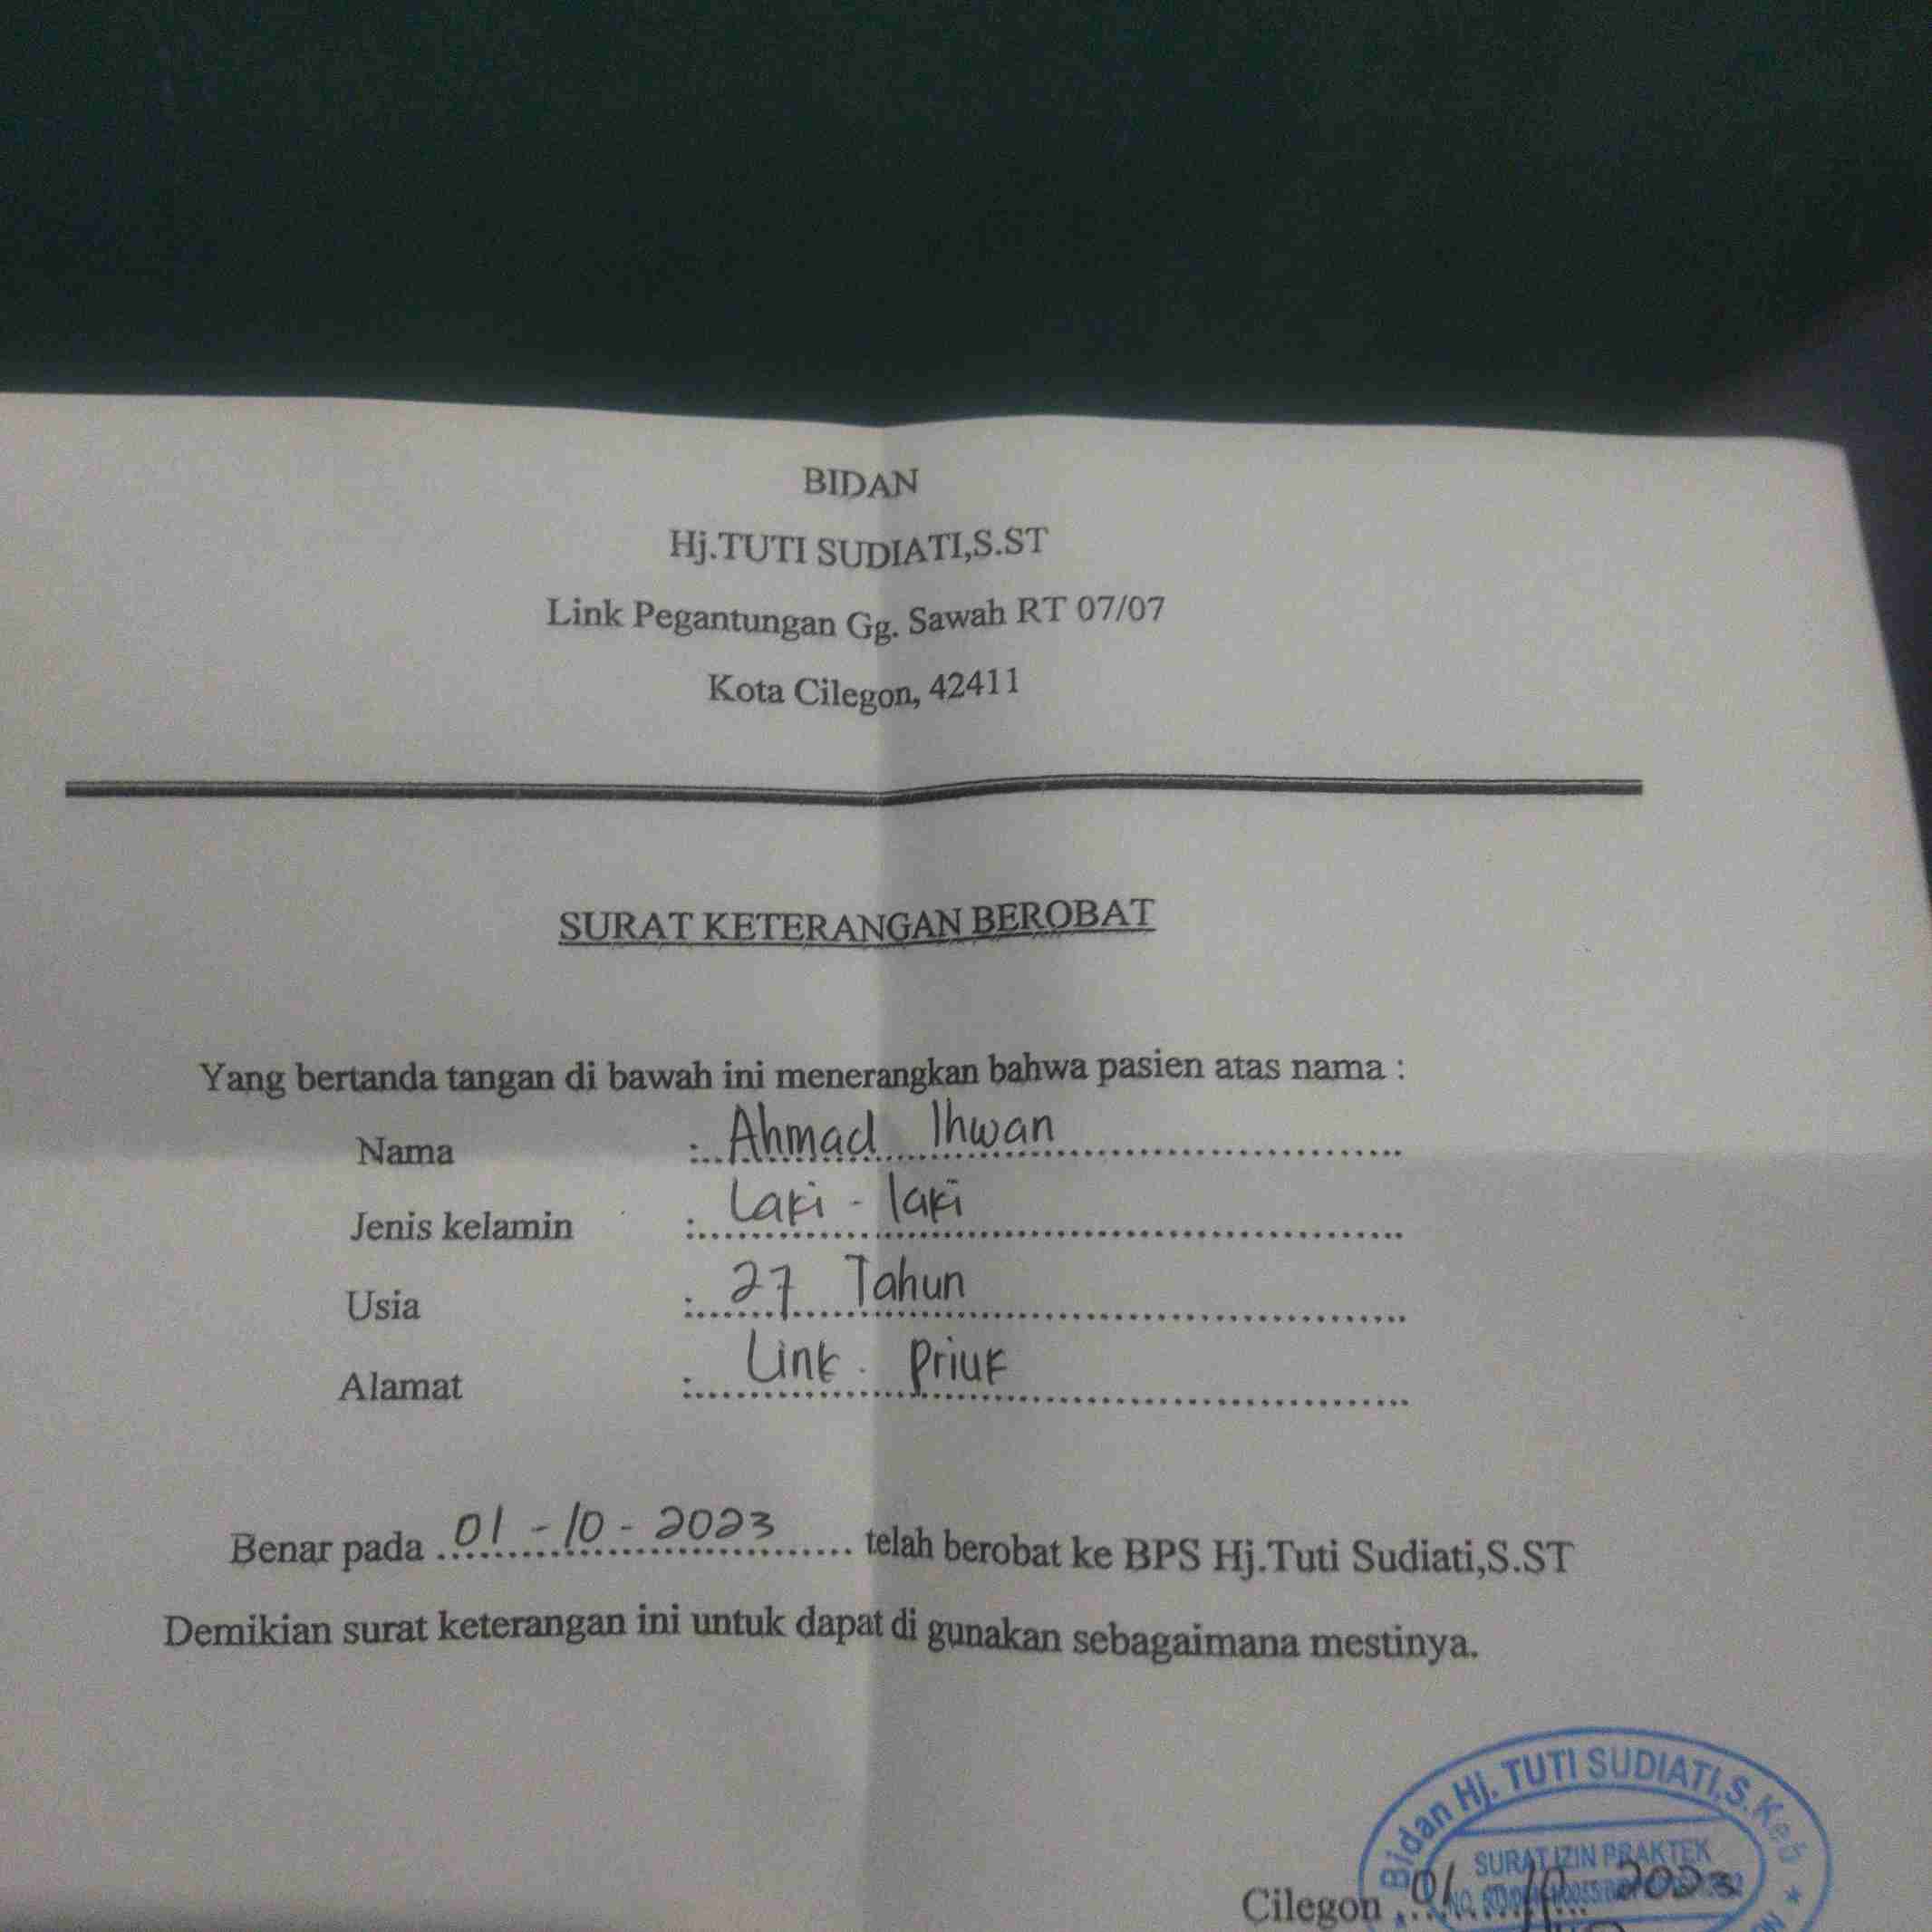 BIDAN
Hj.TUTI SUDIATI,S.ST
Link Pegantungan Gg. Sawah RT 07/07
Kota Cilegon, 42411
SURAT KETERANGAN BEROBAT
Yang bertanda tangan di bawah ini menerangkan bahwa pasien atas nama :
Nama : Ahmad Ihwan
Jenis kelamin : Laki - laki
Usia : 27 Tahun
Alamat : Link. Priuk
Benar pada 01 - 10 - 2023 telah berobat ke BPS Hj.Tuti Sudiati,S.ST
Demikian surat keterangan ini untuk dapat di gunakan sebagaimana mestinya.
Bidan Hj. TUTI SUDIATI,S.Keb
SURAT IZIN PRAKTEK
NO.
Cilegon 01 10 2023